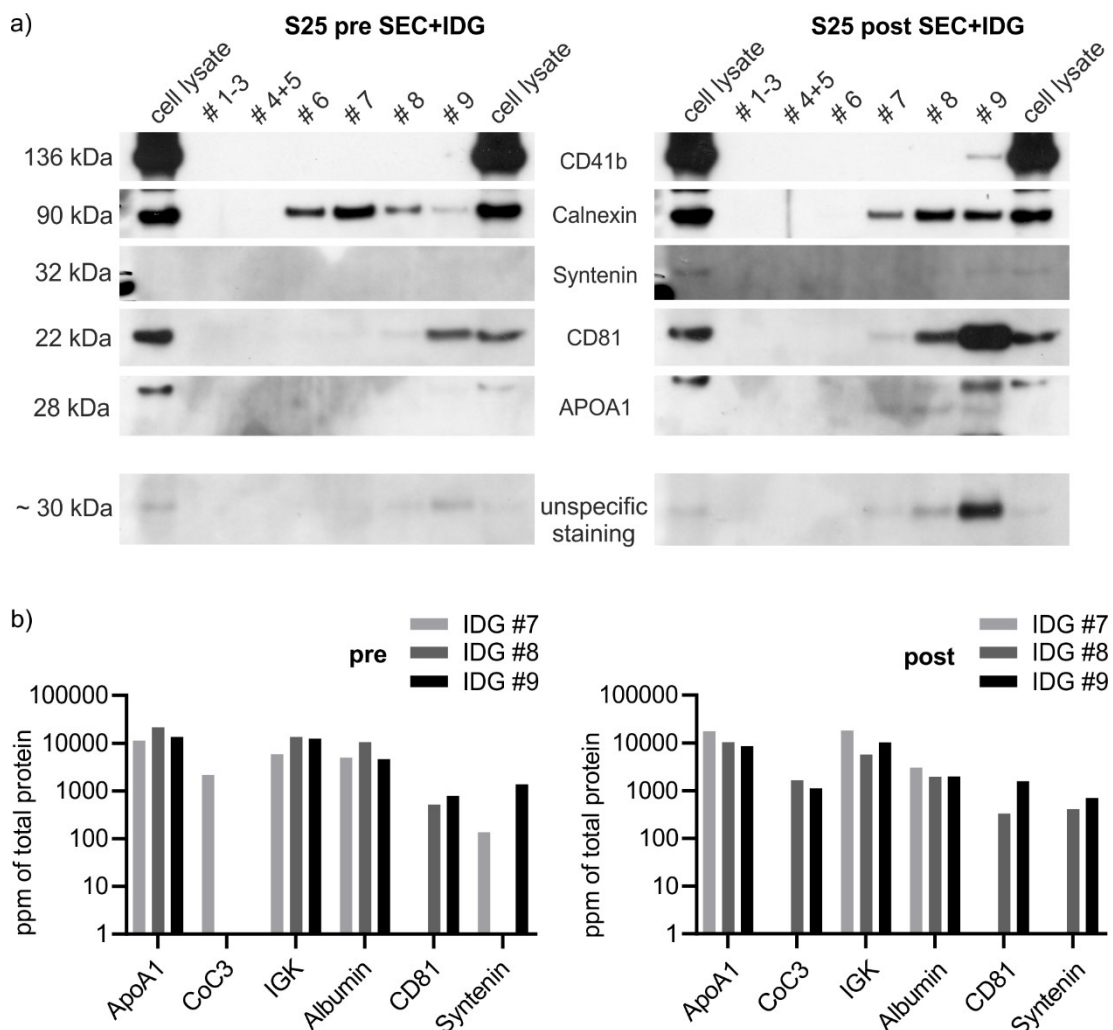 a)
S25 pre SEC+IDG
S25 post SEC+IDG
cell lysate
# 1-3
# 4+5
# 6
# 7
# 8
# 9
cell lysate
cell lysate
# 1-3
# 4+5
# 6
# 7
# 8
# 9
cell lysate
136 kDa
CD41b
90 kDa
Calnexin
32 kDa
Syntenin
22 kDa
CD81
28 kDa
APOA1
~ 30 kDa
unspecific
staining
b)
pre
IDG #7
IDG #8
IDG #9
ppm of total protein
100000
10000
1000
100
10
1
ApoA1
CoC3
IGK
Albumin
CD81
Syntenin
post
IDG #7
IDG #8
IDG #9
ppm of total protein
100000
10000
1000
100
10
1
ApoA1
CoC3
IGK
Albumin
CD81
Syntenin